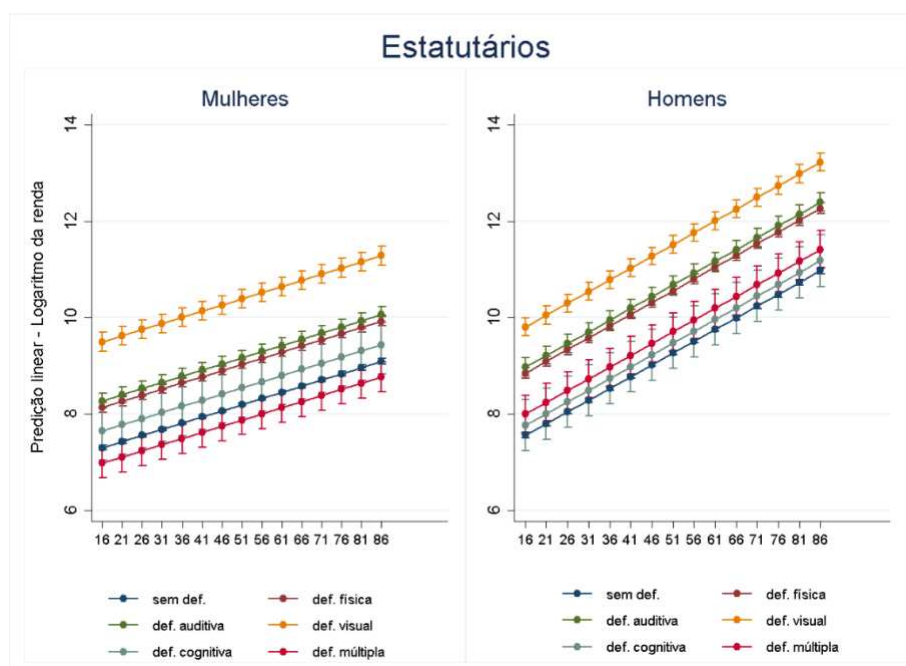 Estatutários
Mulheres
Predição linear - Logaritmo da renda
14
12
10
8
6
16 21 26 31 36 41 46 51 56 61 66 71 76 81 86
sem def.
def. física
def. auditiva
def. visual
def. cognitiva
def. múltipla
Homens
14
12
10
8
6
16 21 26 31 36 41 46 51 56 61 66 71 76 81 86
sem def.
def. física
def. auditiva
def. visual
def. cognitiva
def. múltipla